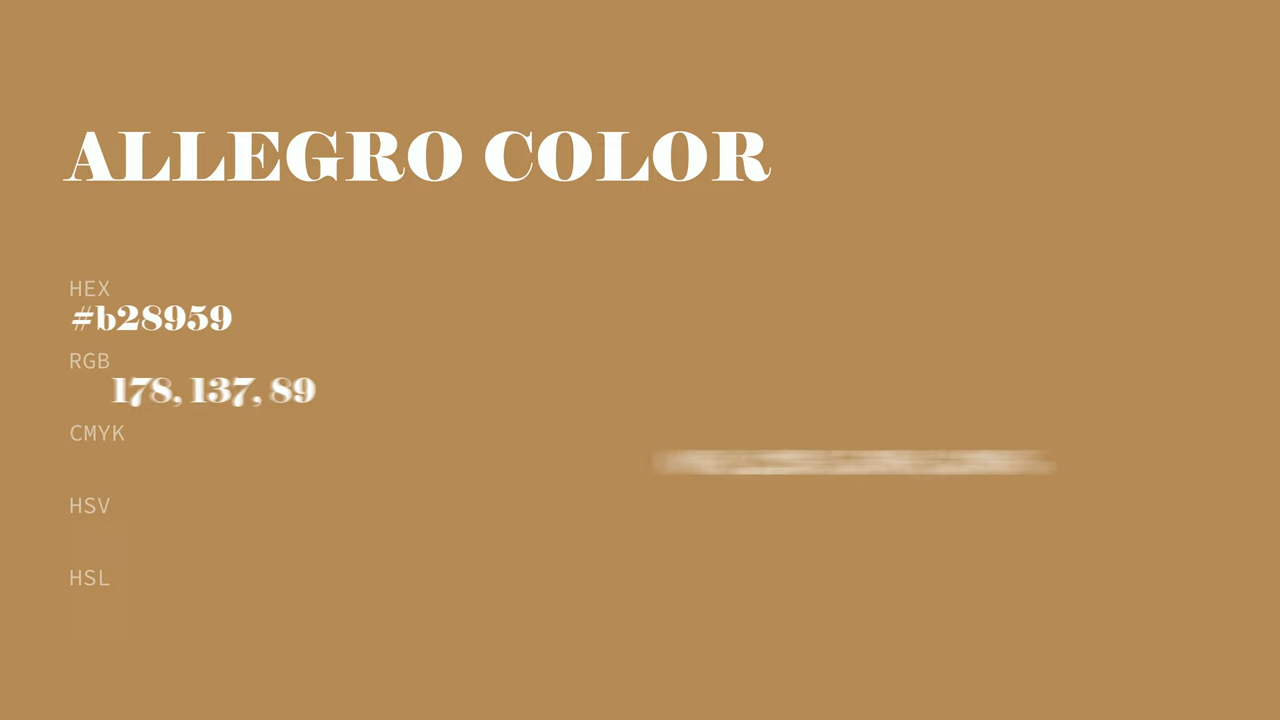 ALLEGRO COLOR
HEX
#b28959
RGB
178, 137, 89
CMYK
HSV
HSL